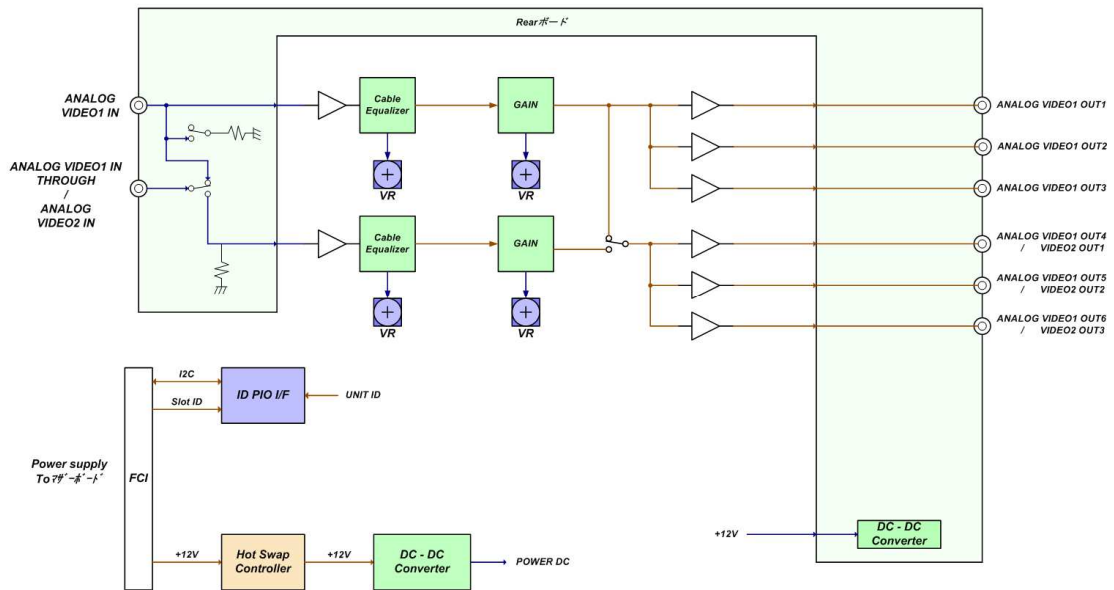 Rearボード
ANALOG
VIDEO1 IN
Cable
Equalizer
GAIN
ANALOG VIDEO1 OUT1
VR
VR
ANALOG VIDEO1 OUT2
ANALOG VIDEO1 IN
THROUGH
/
ANALOG
VIDEO2 IN
ANALOG VIDEO1 OUT3
Cable
Equalizer
GAIN
ANALOG VIDEO1 OUT4
/ VIDEO2 OUT1
VR
VR
ANALOG VIDEO1 OUT5
/ VIDEO2 OUT2
ANALOG VIDEO1 OUT6
/ VIDEO2 OUT3
I2C
ID PIO I/F
UNIT ID
Slot ID
Power supply
Toマザーボード
FCI
+12V
Hot Swap
Controller
+12V
DC - DC
Converter
POWER DC
+12V
DC - DC
Converter